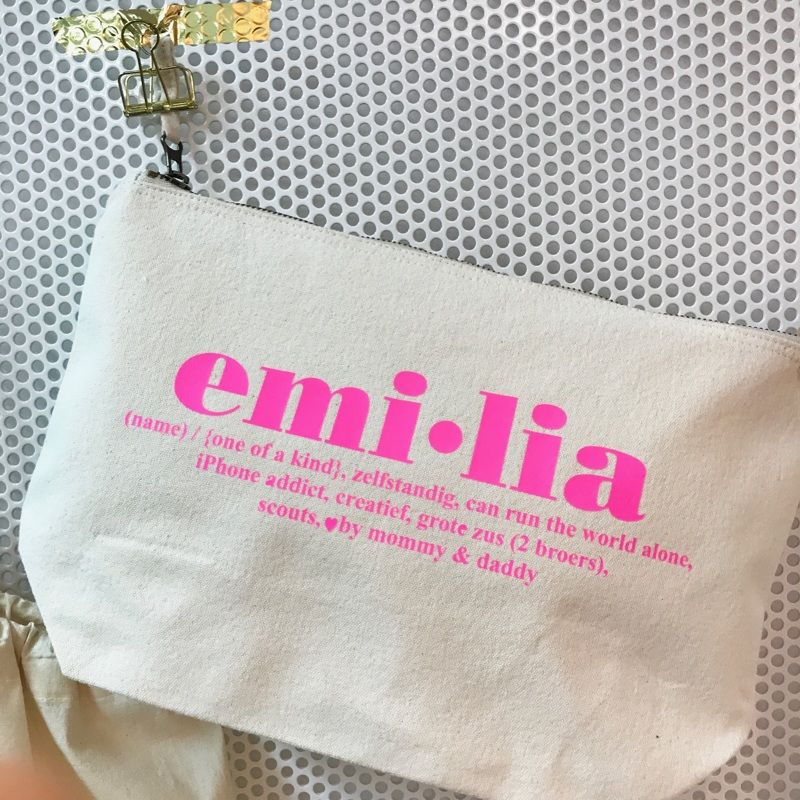 emi•lia
(name) / {one of a kind}, zelfstandig, can run the world alone,
iPhone addict, creatief, grote zus (2 broers),
scouts, ♥by mommy & daddy